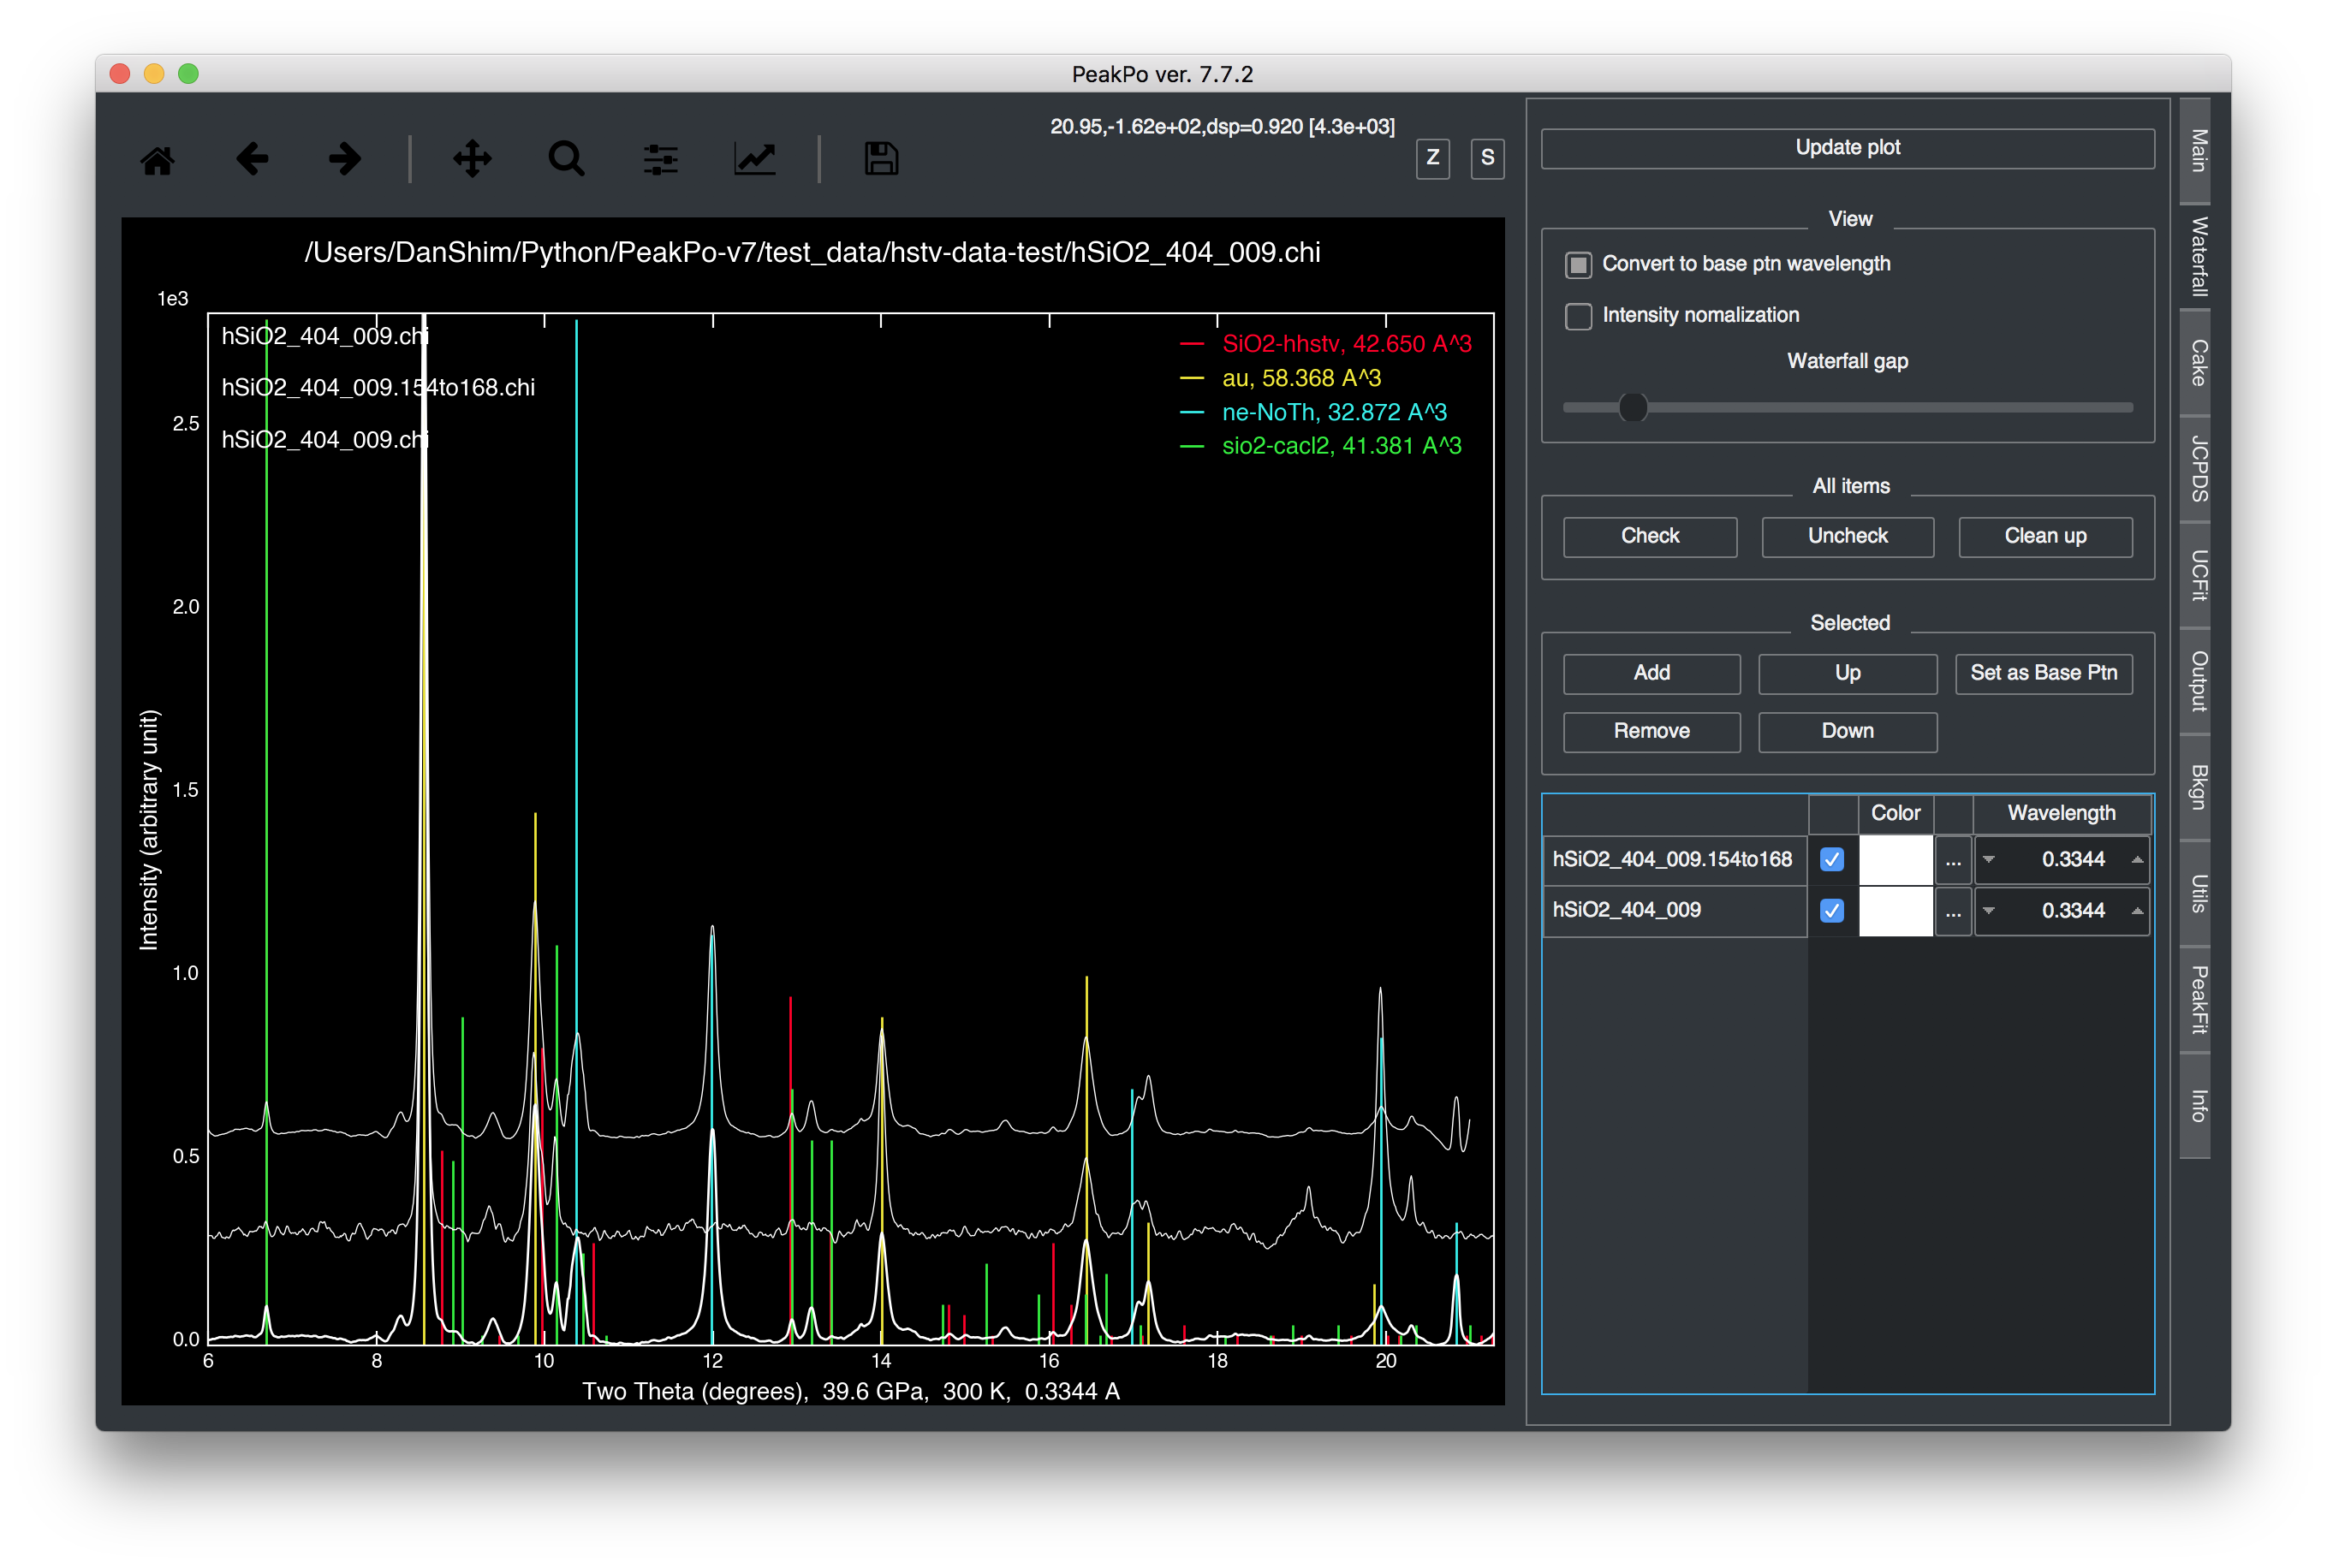 PeakPo ver. 7.7.2
20.95,-1.62e+02,dsp=0.920 [4.3e+03]
Z
S
/Users/DanShim/Python/PeakPo-v7/test_data/hstv-data-test/hSiO2_404_009.chi
1e3
hSiO2_404_009.chi
hSiO2_404_009.154to168.chi
hSiO2_404_009.chi
SiO2-hhstv, 42.650 A^3
au, 58.368 A^3
ne-NoTh, 32.872 A^3
sio2-cacl2, 41.381 A^3
2.5
2.0
1.5
1.0
0.5
0.0
Intensity (arbitrary unit)
6 8 10 12 14 16 18 20
Two Theta (degrees), 39.6 GPa, 300 K, 0.3344 A
Update plot
View
Convert to base ptn wavelength
Intensity nomalization
Waterfall gap
All items
Check Uncheck Clean up
Selected
Add Up Set as Base Ptn
Remove Down
Color Wavelength
hSiO2_404_009.154to168 ... 0.3344
hSiO2_404_009 ... 0.3344
Main
Waterfall
Cake
JCPDS
UCFit
Output
Bkgn
Utils
PeakFit
Info